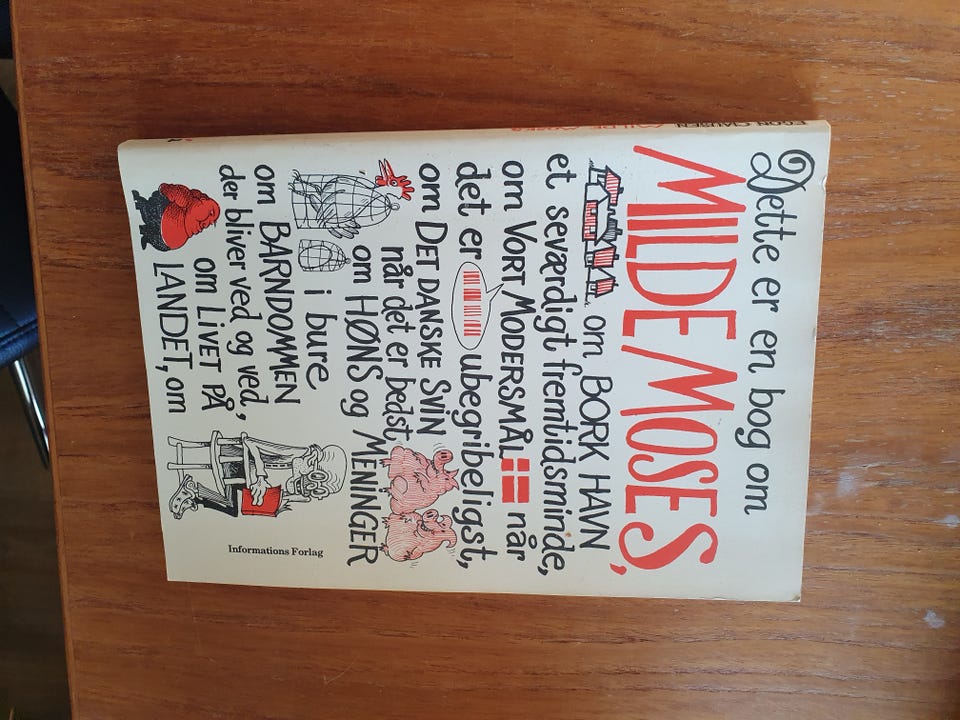 Dette er en bog om
MILDE MOSES,
om BORK HAVN
et seværdigt fremtidsminde,
om VORT MODERSMÅL når
det er ubegribeligst,
om DET DANSKE SVIN
når det er bedst,
om HØNS og MENINGER
i bure
om BARNDOMMEN
der bliver ved og ved,
om LIVET PÅ
LANDET, om
Informations Forlag